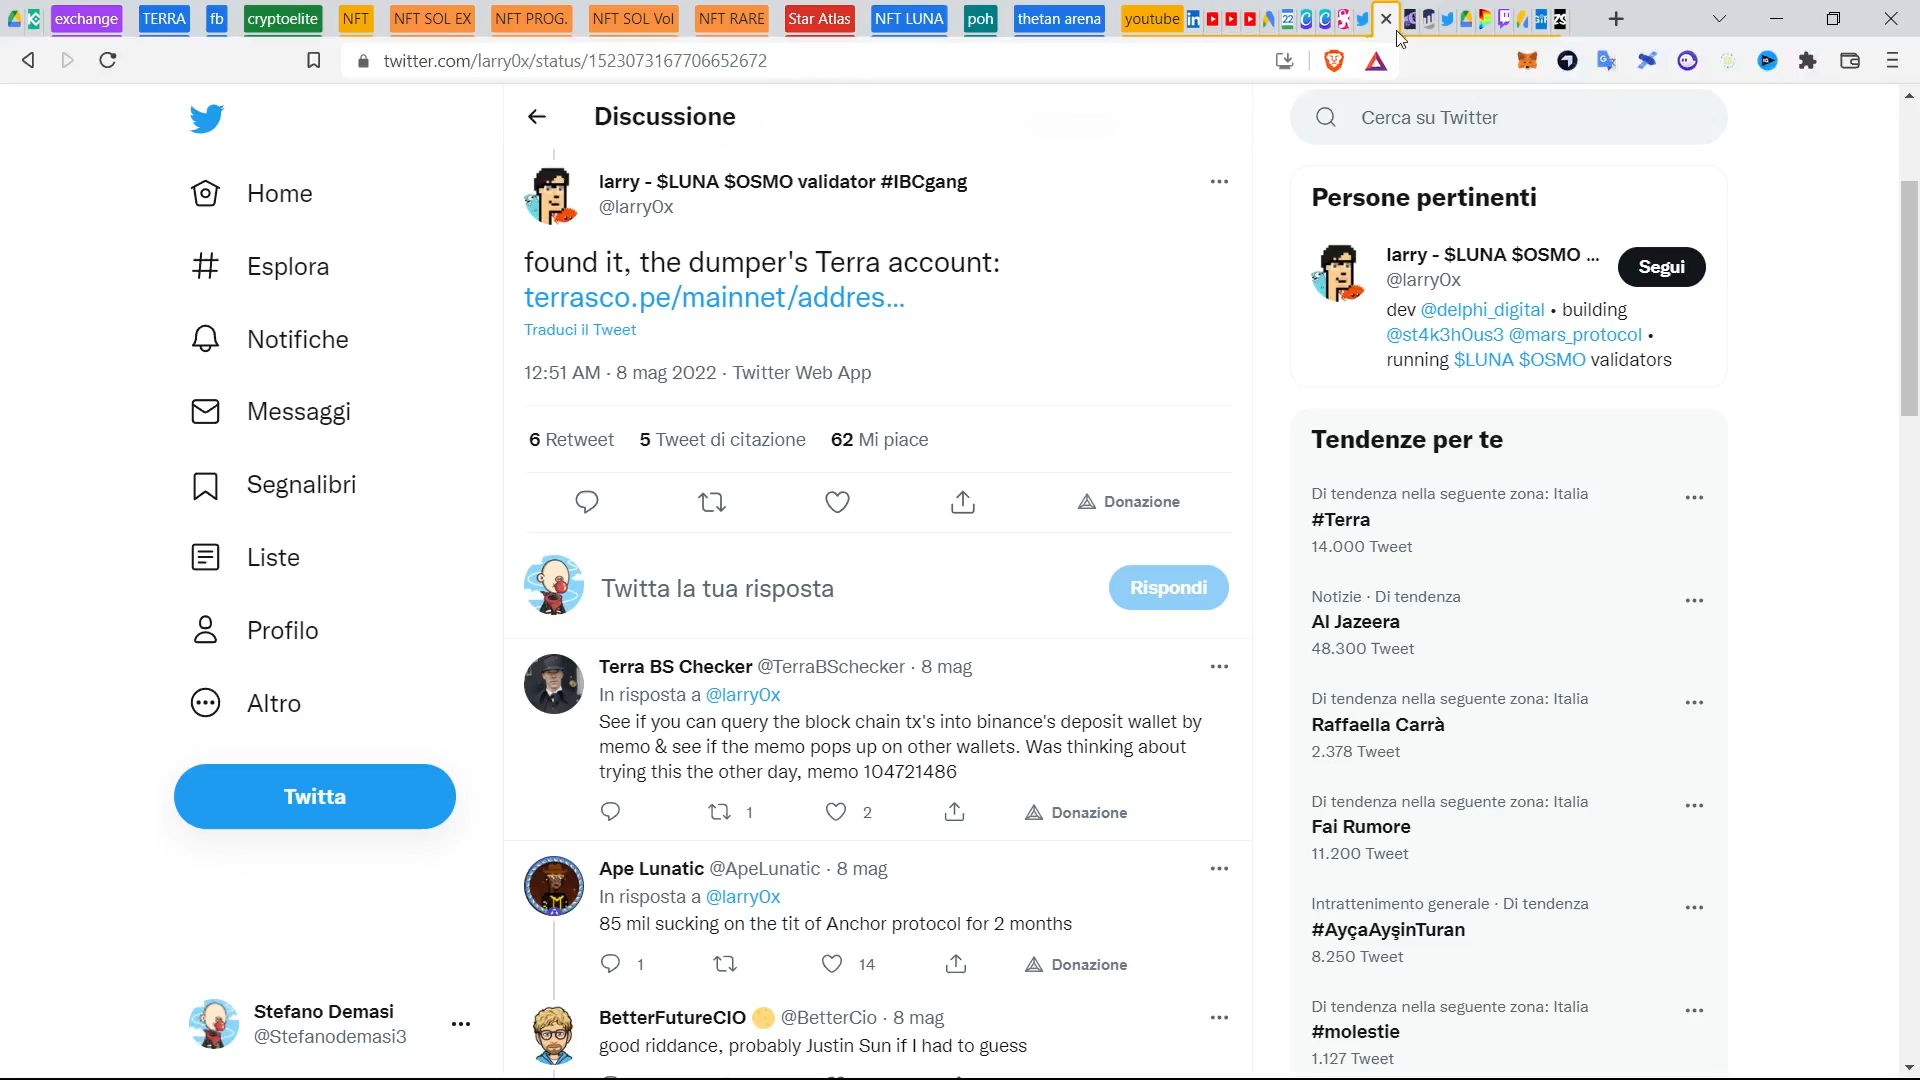 exchange TERRA fb cryptoelite NFT NFT SOL EX NFT PROG. NFT SOL Vol NFT RARE Star Atlas NFT LUNA poh thetan arena youtube
twitter.com/larry0x/status/1523073167706652672
Home
Esplora
Notifiche
Messaggi
Segnalibri
Liste
Profilo
Altro
Twitta
Stefano Demasi
@Stefanodemasi3
Discussione
larry - $LUNA $OSMO validator #IBCgang
@larry0x
found it, the dumper's Terra account:
terrasco.pe/mainnet/addres...
Traduci il Tweet
12:51 AM · 8 mag 2022 · Twitter Web App
6 Retweet 5 Tweet di citazione 62 Mi piace
Donazione
Twitta la tua risposta
Rispondi
Terra BS Checker @TerraBSchecker · 8 mag
In risposta a @larry0x
See if you can query the block chain tx's into binance's deposit wallet by
memo & see if the memo pops up on other wallets. Was thinking about
trying this the other day, memo 104721486
1 2 Donazione
Ape Lunatic @ApeLunatic · 8 mag
In risposta a @larry0x
85 mil sucking on the tit of Anchor protocol for 2 months
1 14 Donazione
BetterFutureCIO @BetterCio · 8 mag
good riddance, probably Justin Sun if I had to guess
Cerca su Twitter
Persone pertinenti
larry - $LUNA $OSMO ...
@larry0x
Segui
dev @delphi_digital • building
@st4k3h0us3 @mars_protocol •
running $LUNA $OSMO validators
Tendenze per te
Di tendenza nella seguente zona: Italia
#Terra
14.000 Tweet
Notizie · Di tendenza
Al Jazeera
48.300 Tweet
Di tendenza nella seguente zona: Italia
Raffaella Carrà
2.378 Tweet
Di tendenza nella seguente zona: Italia
Fai Rumore
11.200 Tweet
Intrattenimento generale · Di tendenza
#AyçaAyşinTuran
8.250 Tweet
Di tendenza nella seguente zona: Italia
#molestie
1.127 Tweet